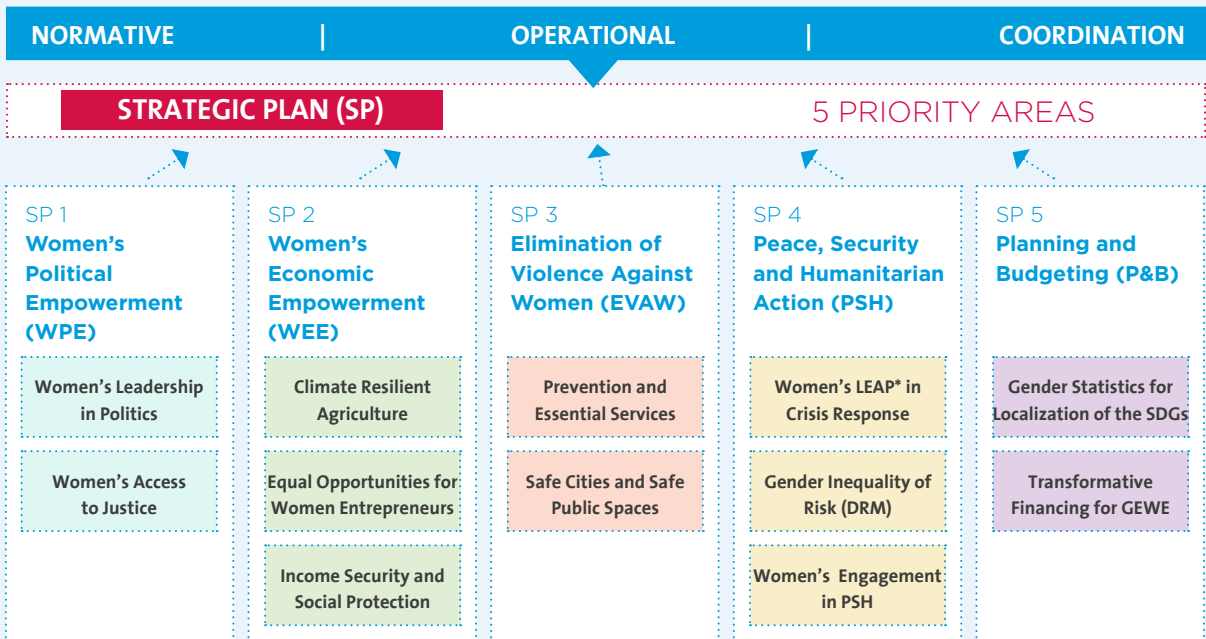 NORMATIVE | OPERATIONAL | COORDINATION
STRATEGIC PLAN (SP)
5 PRIORITY AREAS
SP 1
Women’s
Political
Empowerment
(WPE)
Women’s Leadership
in Politics
Women’s Access
to Justice
SP 2
Women’s
Economic
Empowerment
(WEE)
Climate Resilient
Agriculture
Equal Opportunities for
Women Entrepreneurs
Income Security and
Social Protection
SP 3
Elimination of
Violence Against
Women (EVAW)
Prevention and
Essential Services
Safe Cities and Safe
Public Spaces
SP 4
Peace, Security
and Humanitarian
Action (PSH)
Women’s LEAP* in
Crisis Response
Gender Inequality of
Risk (DRM)
Women’s Engagement
in PSH
SP 5
Planning and
Budgeting (P&B)
Gender Statistics for
Localization of the SDGs
Transformative
Financing for GEWE